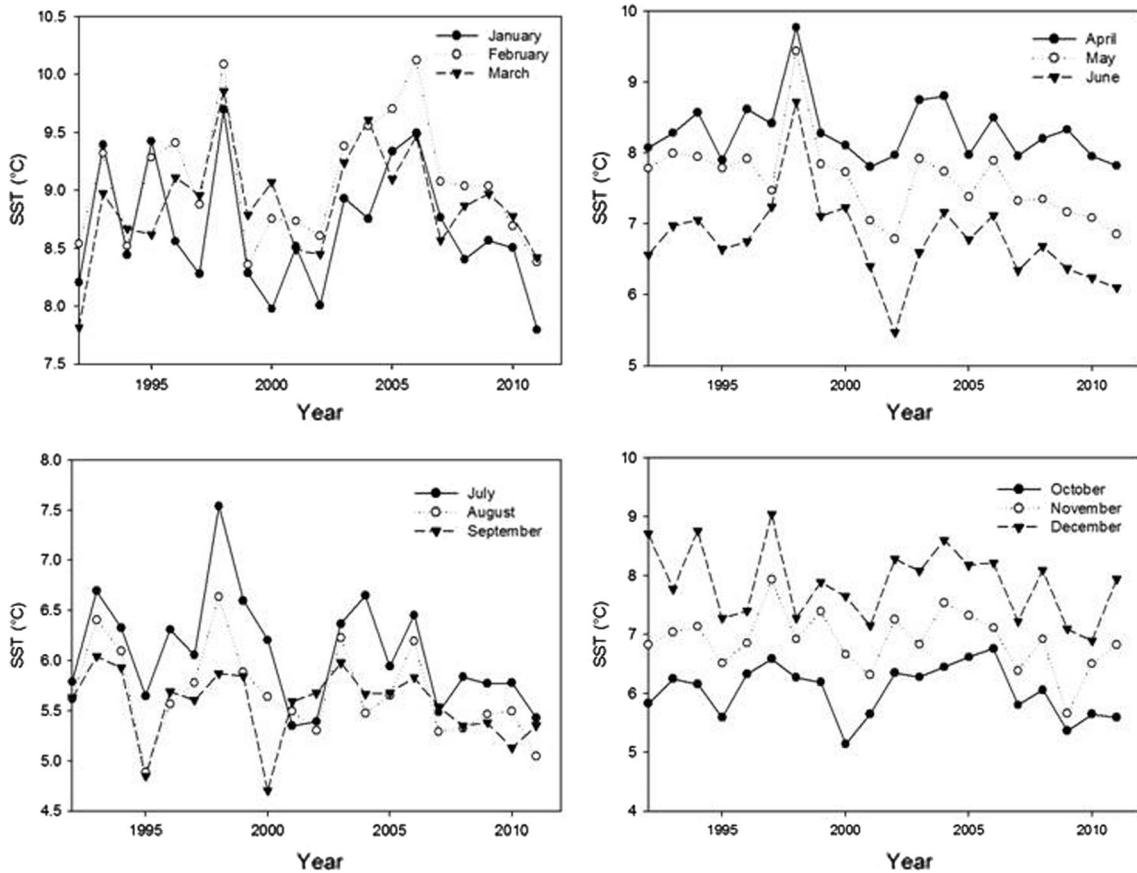 10.5
10.0
9.5
9.0
8.5
8.0
7.5
SST (°C)
January
February
March
1995
2000
2005
2010
Year
10
9
8
7
6
5
SST (°C)
April
May
June
1995
2000
2005
2010
Year
8.0
7.5
7.0
6.5
6.0
5.5
5.0
4.5
SST (°C)
July
August
September
1995
2000
2005
2010
Year
10
9
8
7
6
5
4
SST (°C)
October
November
December
1995
2000
2005
2010
Year